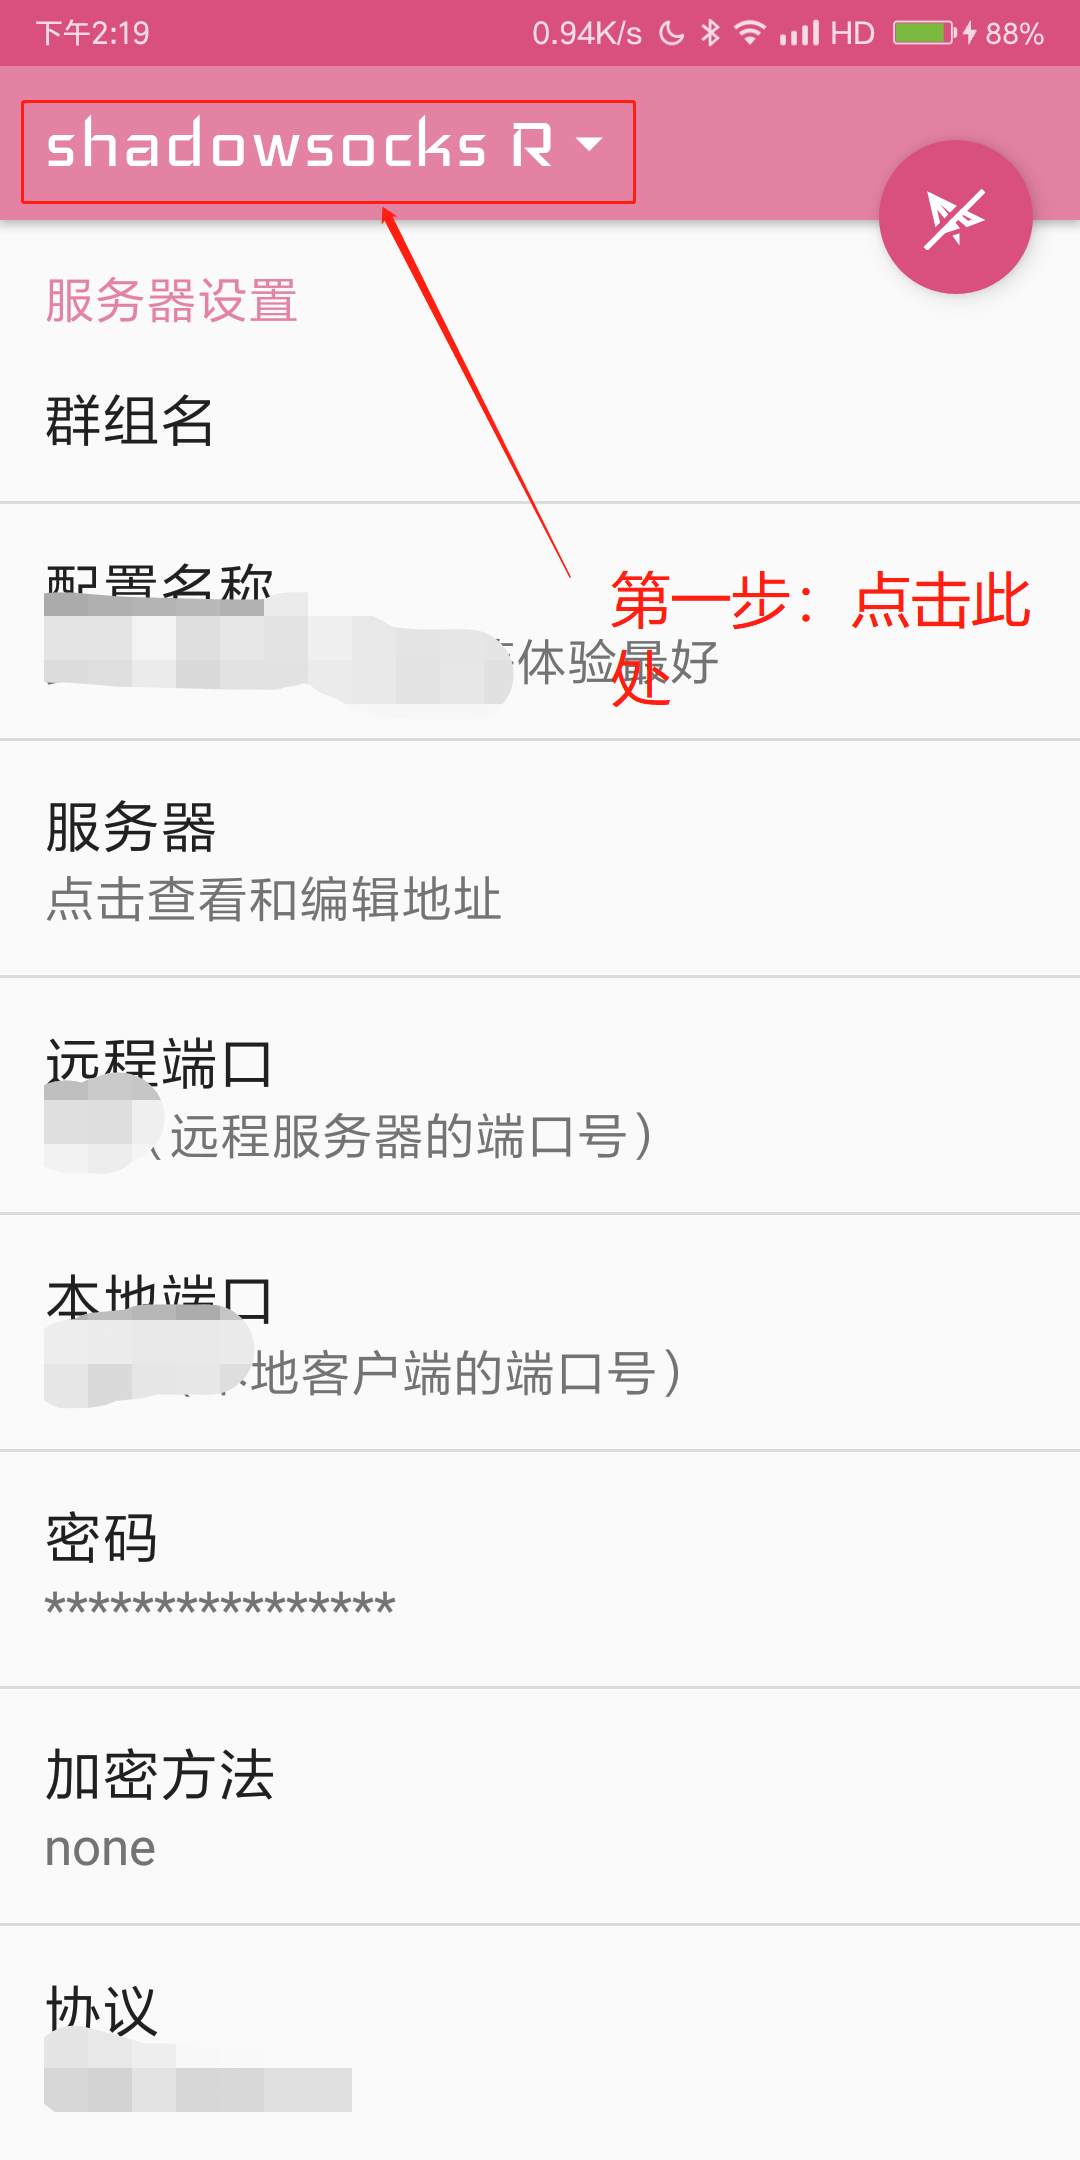 下午2:19
0.94K/s HD 88%
shadowsocks R
服务器设置
群组名
配置名称
第一步：点击此
处
体验最好
服务器
点击查看和编辑地址
远程端口
（远程服务器的端口号）
本地端口
地客户端的端口号）
密码
****************
加密方法
none
协议